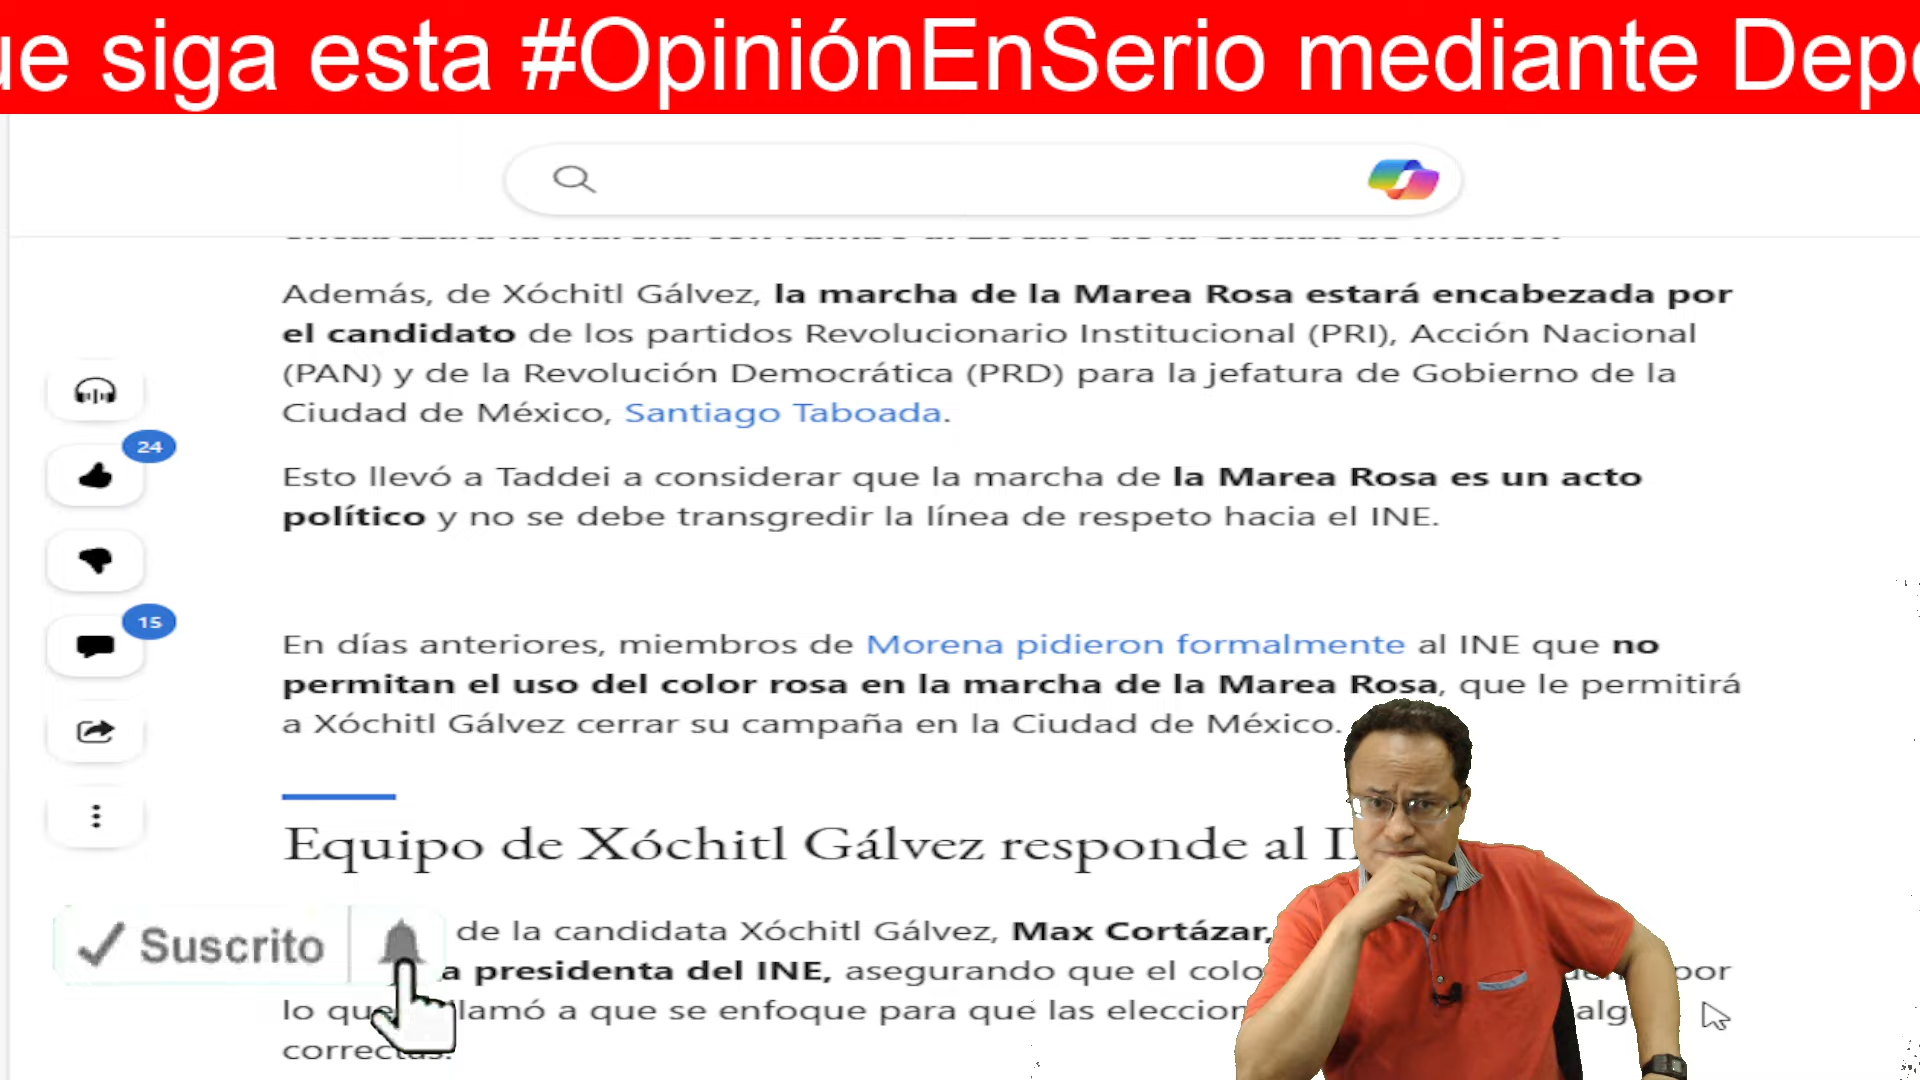 siga esta #OpiniónEnSerio mediante
Además, de Xóchitl Gálvez, la marcha de la Marea Rosa estará encabezada por
el candidato de los partidos Revolucionario Institucional (PRI), Acción Nacional
(PAN) y de la Revolución Democrática (PRD) para la jefatura de Gobierno de la
Ciudad de México, Santiago Taboada.
24
Esto llevó a Taddei a considerar que la marcha de la Marea Rosa es un acto
político y no se debe transgredir la línea de respeto hacia el INE.
15
En días anteriores, miembros de Morena pidieron formalmente al INE que no
permitan el uso del color rosa en la marcha de la Marea Rosa, que le permitirá
a Xóchitl Gálvez cerrar su campaña en la Ciudad de México.
Equipo de Xóchitl Gálvez responde al
Suscrito
de la candidata Xóchitl Gálvez, Max Cortázar,
presidenta del INE, asegurando que el por
lo a que se enfoque para que las